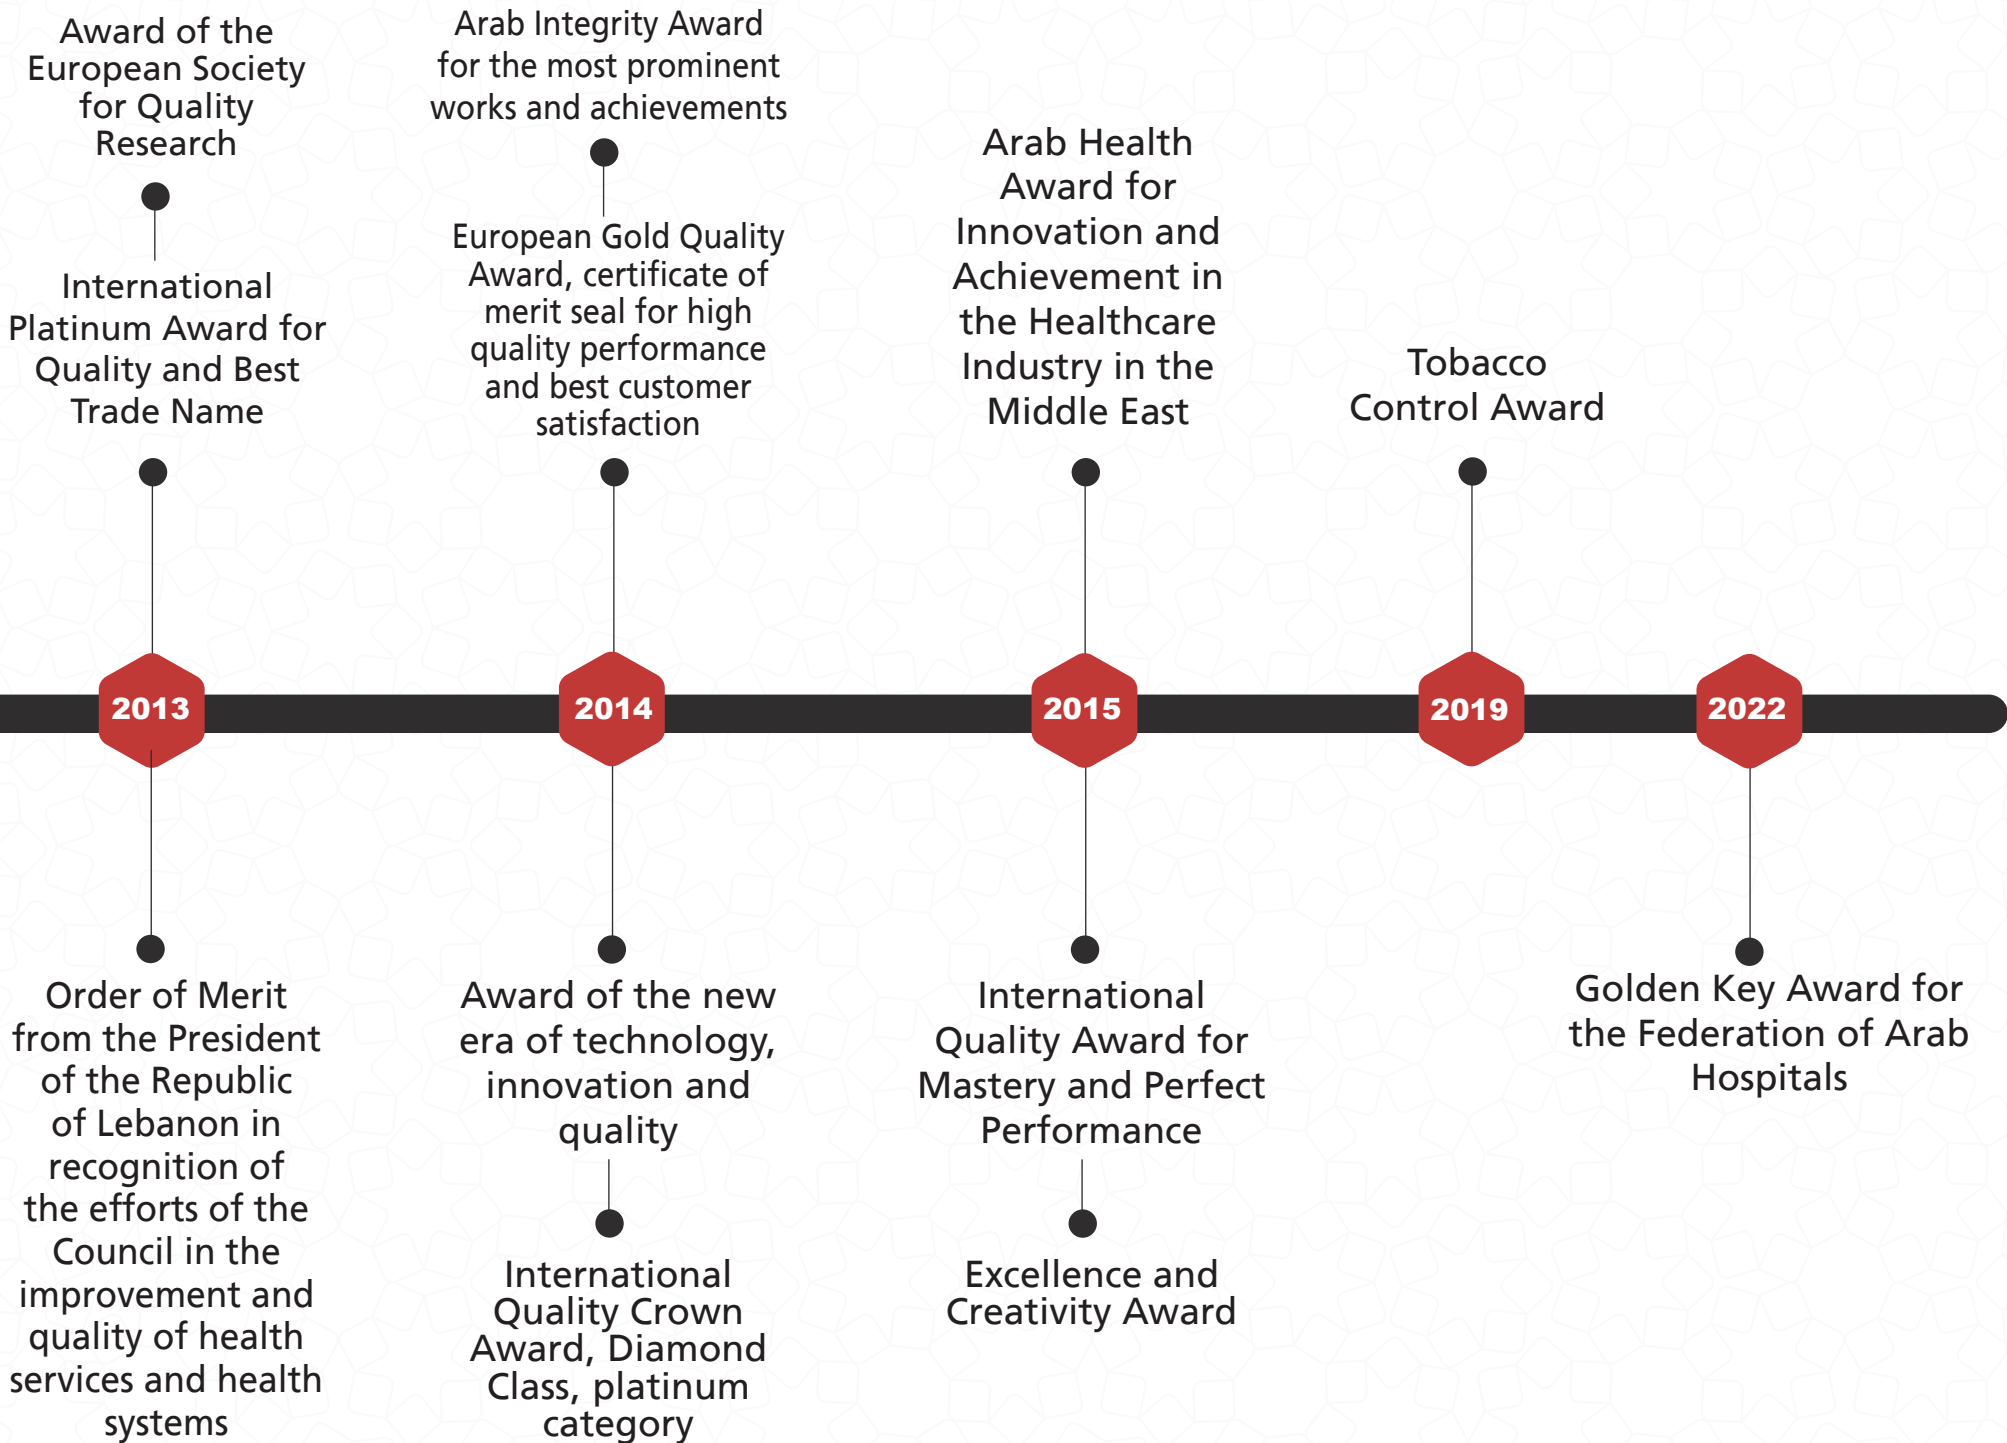 Award of the
European Society
for Quality
Research
International
Platinum Award for
Quality and Best
Trade Name
2013
Order of Merit
from the President
of the Republic
of Lebanon in
recognition of
the efforts of the
Council in the
improvement and
quality of health
services and health
systems
Arab Integrity Award
for the most prominent
works and achievements
European Gold Quality
Award, certificate of
merit seal for high
quality performance
and best customer
satisfaction
2014
Award of the new
era of technology,
innovation and
quality
International
Quality Crown
Award, Diamond
Class, platinum
category
Arab Health
Award for
Innovation and
Achievement in
the Healthcare
Industry in the
Middle East
2015
International
Quality Award for
Mastery and Perfect
Performance
Excellence and
Creativity Award
Tobacco
Control Award
2019
2022
Golden Key Award for
the Federation of Arab
Hospitals